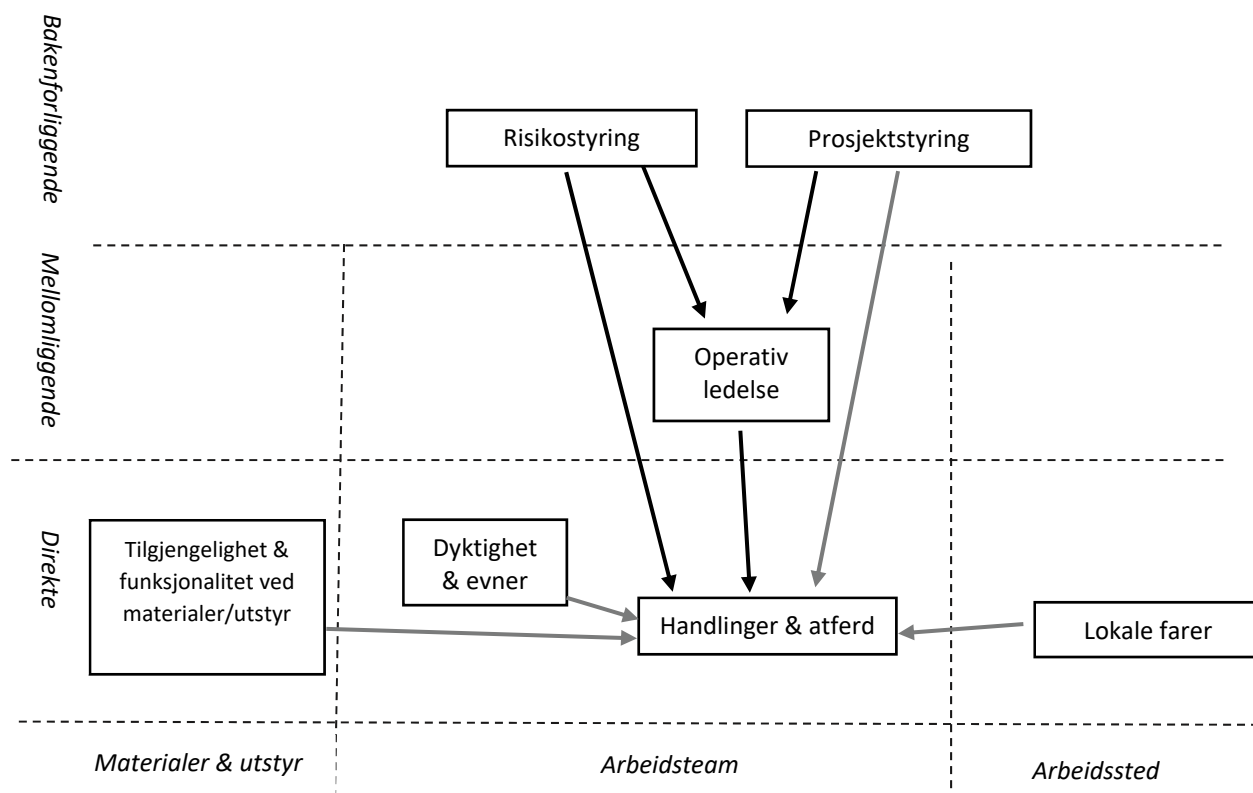 Bakenforliggende
Risikostyring
Prosjektstyring
Mellomliggende
Operativ
ledelse
Direkte
Tilgjengelighet &
funksjonalitet ved
materialer/utstyr
Dyktighet
& evner
Handlinger & atferd
Lokale farer
Materialer & utstyr
Arbeidsteam
Arbeidssted